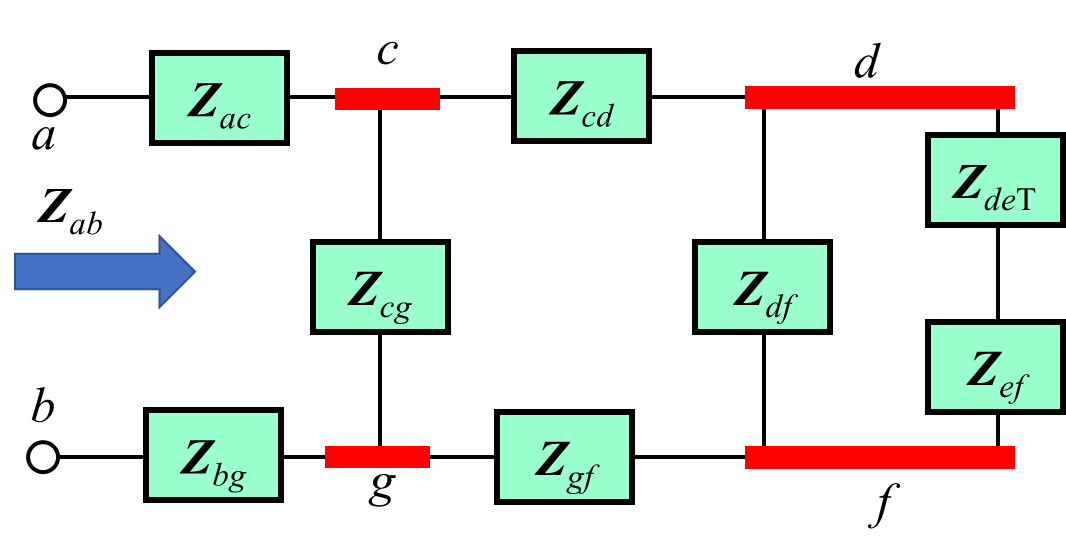 c
d
Z_ac
Z_cd
a
Z_deT
Z_ab
Z_cg
Z_df
Z_ef
b
Z_bg
Z_gf
g
f